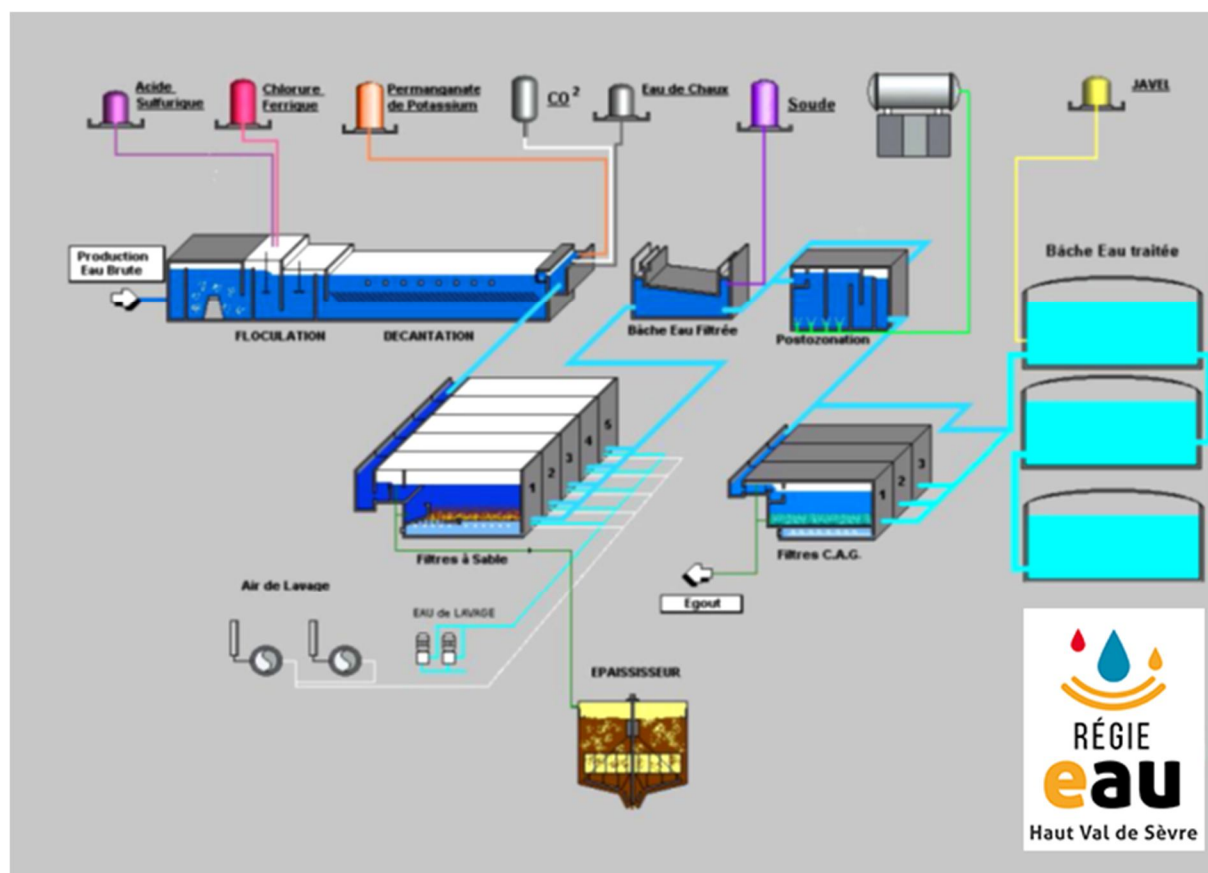 Acide
Sulfurique
Chlorure
Ferrique
Permanganate
de Potassium
CO²
Eau de Chaux
Soude
JAVEL
Production
Eau Brute
FLOCULATION
DECANTATION
Bâche Eau Filtrée
Postozonation
Bâche Eau traitée
1
2
3
4
5
Filtres à Sable
1
2
3
Filtres C.A.G.
Egout
Air de Lavage
EAU de LAVAGE
EPAISSISSEUR
RÉGIE
eau
Haut Val de Sèvre